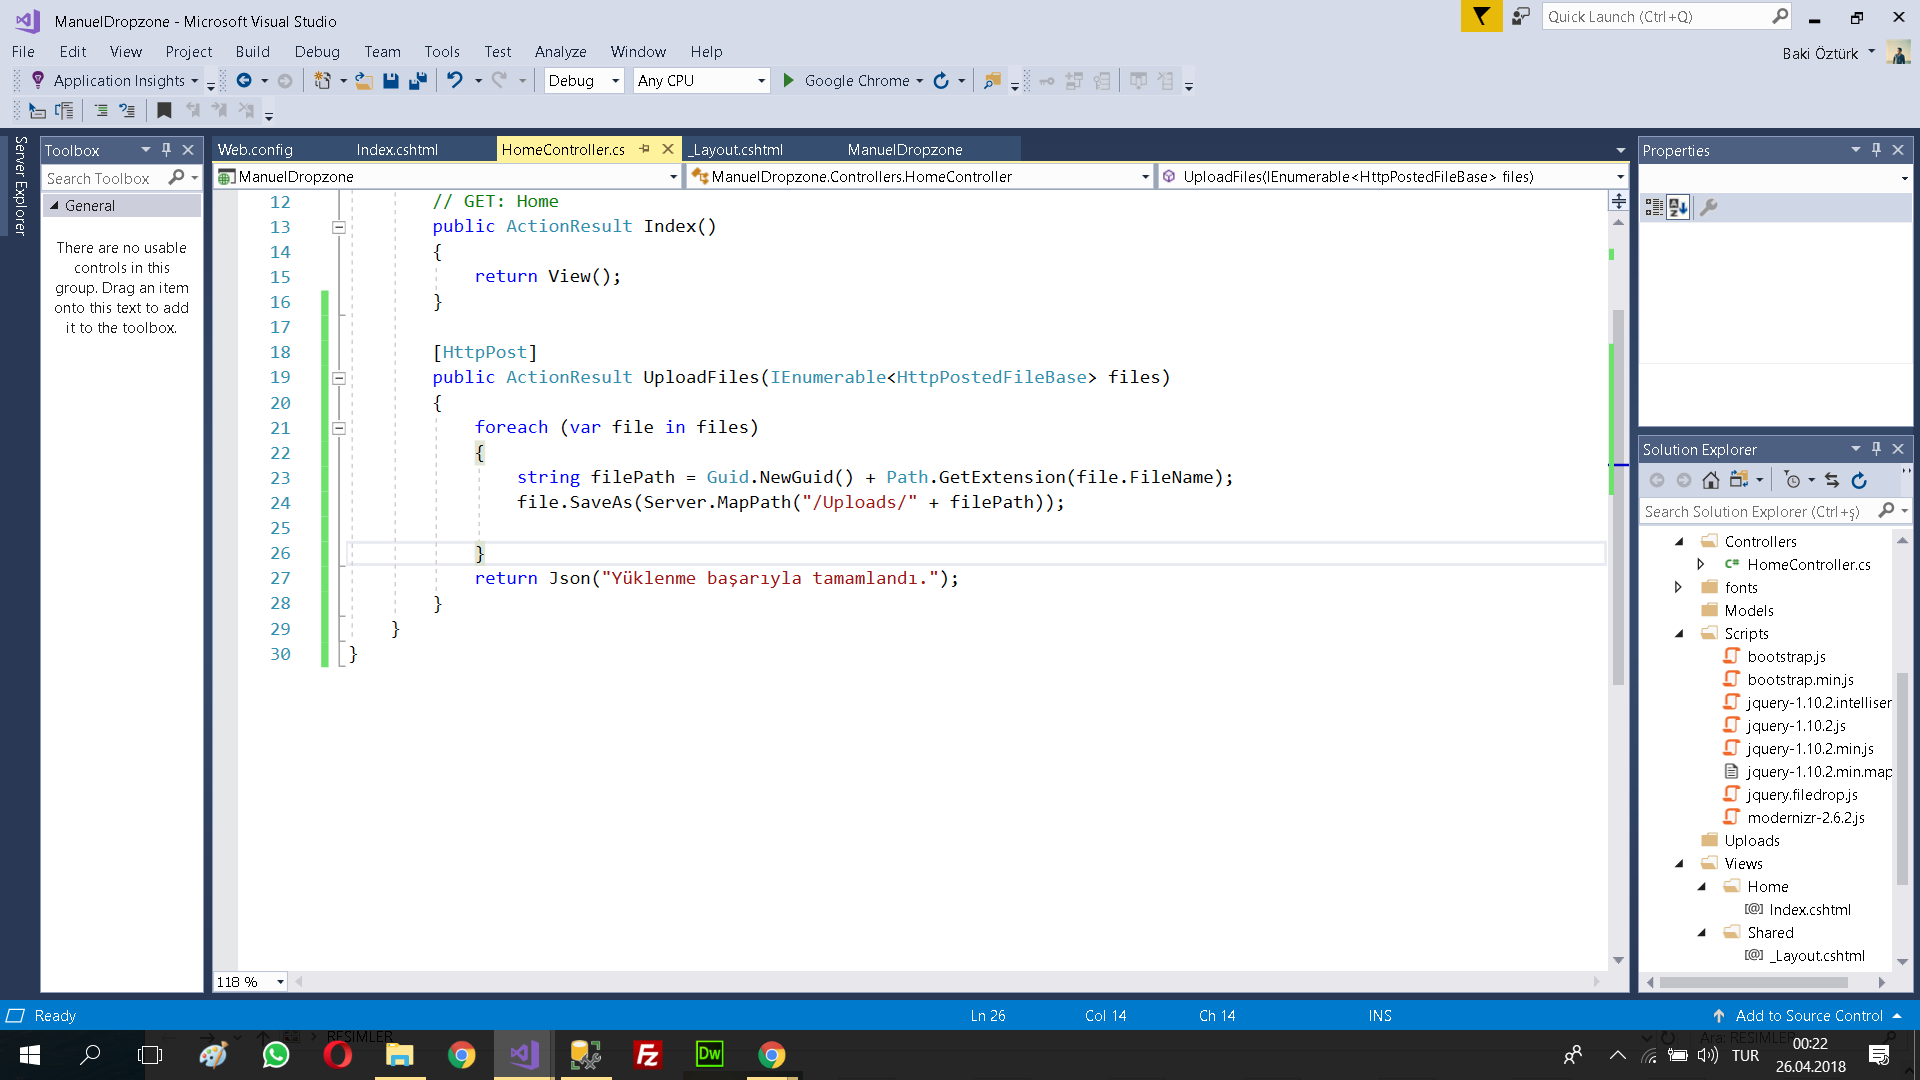 ManuelDropzone - Microsoft Visual Studio
Quick Launch (Ctrl+Q)
File Edit View Project Build Debug Team Tools Test Analyze Window Help
Baki Öztürk
Application Insights
Debug
Any CPU
Google Chrome
Server Explorer
Toolbox
Search Toolbox
General
There are no usable
controls in this
group. Drag an item
onto this text to add
it to the toolbox.
Web.config
Index.cshtml
HomeController.cs
_Layout.cshtml
ManuelDropzone
ManuelDropzone
ManuelDropzone.Controllers.HomeController
UploadFiles(IEnumerable<HttpPostedFileBase> files)
12 // GET: Home
13 public ActionResult Index()
14 {
15 return View();
16 }
17
18 [HttpPost]
19 public ActionResult UploadFiles(IEnumerable<HttpPostedFileBase> files)
20 {
21 foreach (var file in files)
22 {
23 string filePath = Guid.NewGuid() + Path.GetExtension(file.FileName);
24 file.SaveAs(Server.MapPath("/Uploads/" + filePath));
25
26 }
27 return Json("Yüklenme başarıyla tamamlandı.");
28 }
29 }
30 }
118 %
Properties
Solution Explorer
Search Solution Explorer (Ctrl+ş)
Controllers
C# HomeController.cs
fonts
Models
Scripts
bootstrap.js
bootstrap.min.js
jquery-1.10.2.intelliser
jquery-1.10.2.js
jquery-1.10.2.min.js
jquery-1.10.2.min.map
jquery.filedrop.js
modernizr-2.6.2.js
Uploads
Views
Home
[@] Index.cshtml
Shared
[@] _Layout.cshtml
Ready
Ln 26
Col 14
Ch 14
INS
Add to Source Control
RESIMLER
Ara: RESIMLER
Fz
Dw
TUR
00:22
26.04.2018